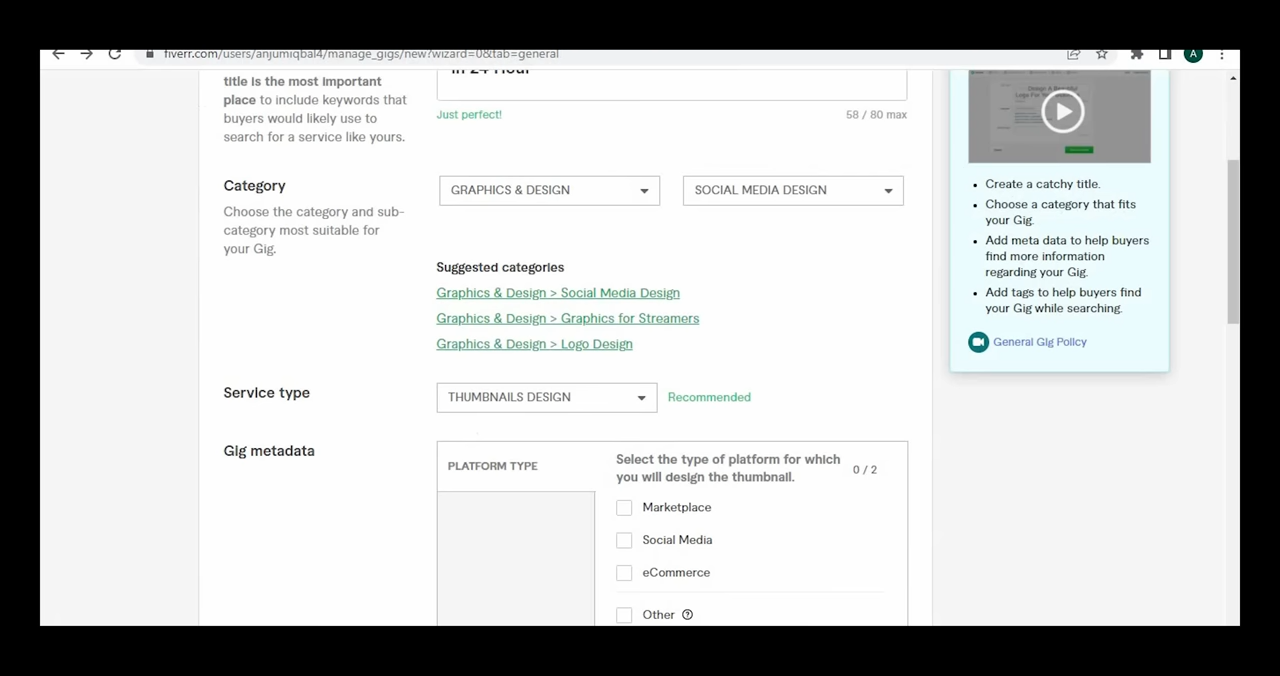 fiverr.com/users/anjumiqbal4/manage_gigs/new?wizard=0&tab=general
A
title is the most important
place to include keywords that
buyers would likely use to
search for a service like yours.
in 24 Hour
Just perfect!
58 / 80 max
Category
Choose the category and sub-
category most suitable for
your Gig.
GRAPHICS & DESIGN
SOCIAL MEDIA DESIGN
Suggested categories
Graphics & Design > Social Media Design
Graphics & Design > Graphics for Streamers
Graphics & Design > Logo Design
Service type
THUMBNAILS DESIGN
Recommended
Gig metadata
PLATFORM TYPE
Select the type of platform for which
you will design the thumbnail.
0 / 2
Marketplace
Social Media
eCommerce
Other
• Create a catchy title.
• Choose a category that fits
your Gig.
• Add meta data to help buyers
find more information
regarding your Gig.
• Add tags to help buyers find
your Gig while searching.
General Gig Policy